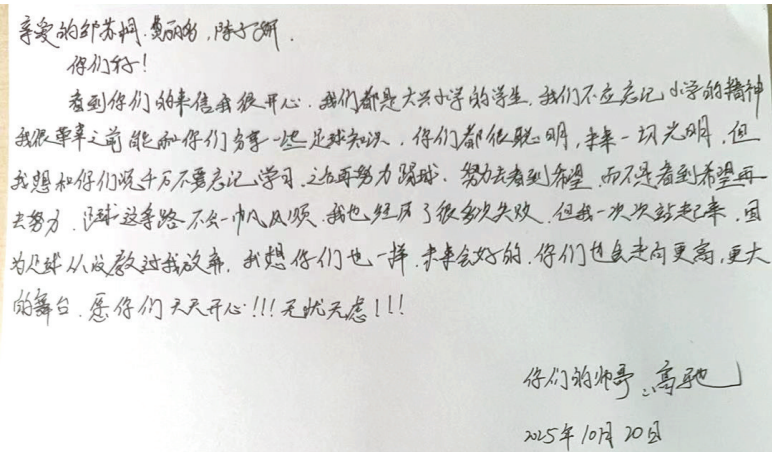 亲爱的邹苏桐、莫丽彤、陈子妍.
你们好!
看到你们的来信我很开心.我们都是大兴小学的学生.我们不应忘记小学的精神
我很荣幸之前能和你们分享一些足球知识.你们都很聪明,未来一切光明,但
我想和你们说千万不要忘记学习,之后再努力踢球.努力去看到希望,而不是看到希望再
去努力.足球这条路不会一帆风顺.我也经历了很多次失败.但我一次次站起来,因
为足球从没教过我放弃.我想你们也一样.未来会好的.你们也会走向更高,更大
的舞台.愿你们天天开心!!!无忧无虑!!!
你们的师哥:高驰
2025年10月20日